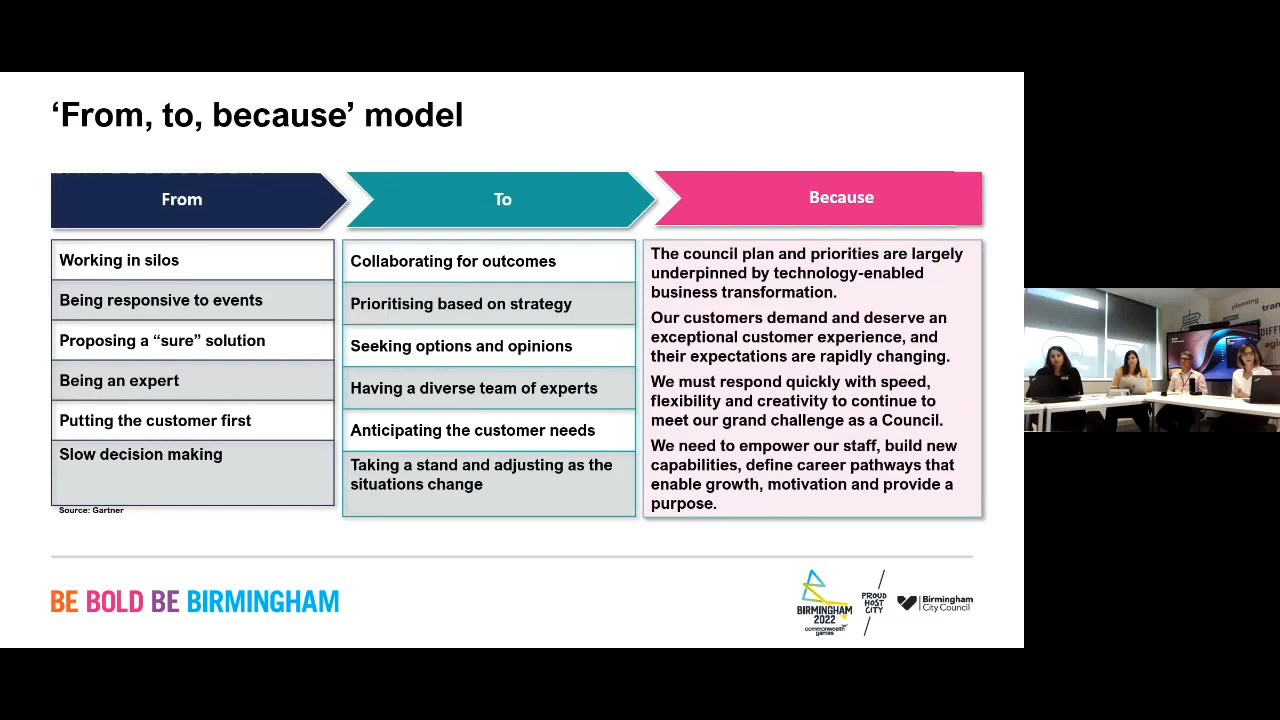 ‘From, to, because’ model
From
To
Because
Working in silos
Being responsive to events
Proposing a “sure” solution
Being an expert
Putting the customer first
Slow decision making
Source: Gartner
Collaborating for outcomes
Prioritising based on strategy
Seeking options and opinions
Having a diverse team of experts
Anticipating the customer needs
Taking a stand and adjusting as the
situations change
The council plan and priorities are largely
underpinned by technology-enabled
business transformation.
Our customers demand and deserve an
exceptional customer experience, and
their expectations are rapidly changing.
We must respond quickly with speed,
flexibility and creativity to continue to
meet our grand challenge as a Council.
We need to empower our staff, build new
capabilities, define career pathways that
enable growth, motivation and provide a
purpose.
BE BOLD BE BIRMINGHAM
BIRMINGHAM
2022
commonwealth
games
PROUD
HOST
CITY
Birmingham
City Council
planning